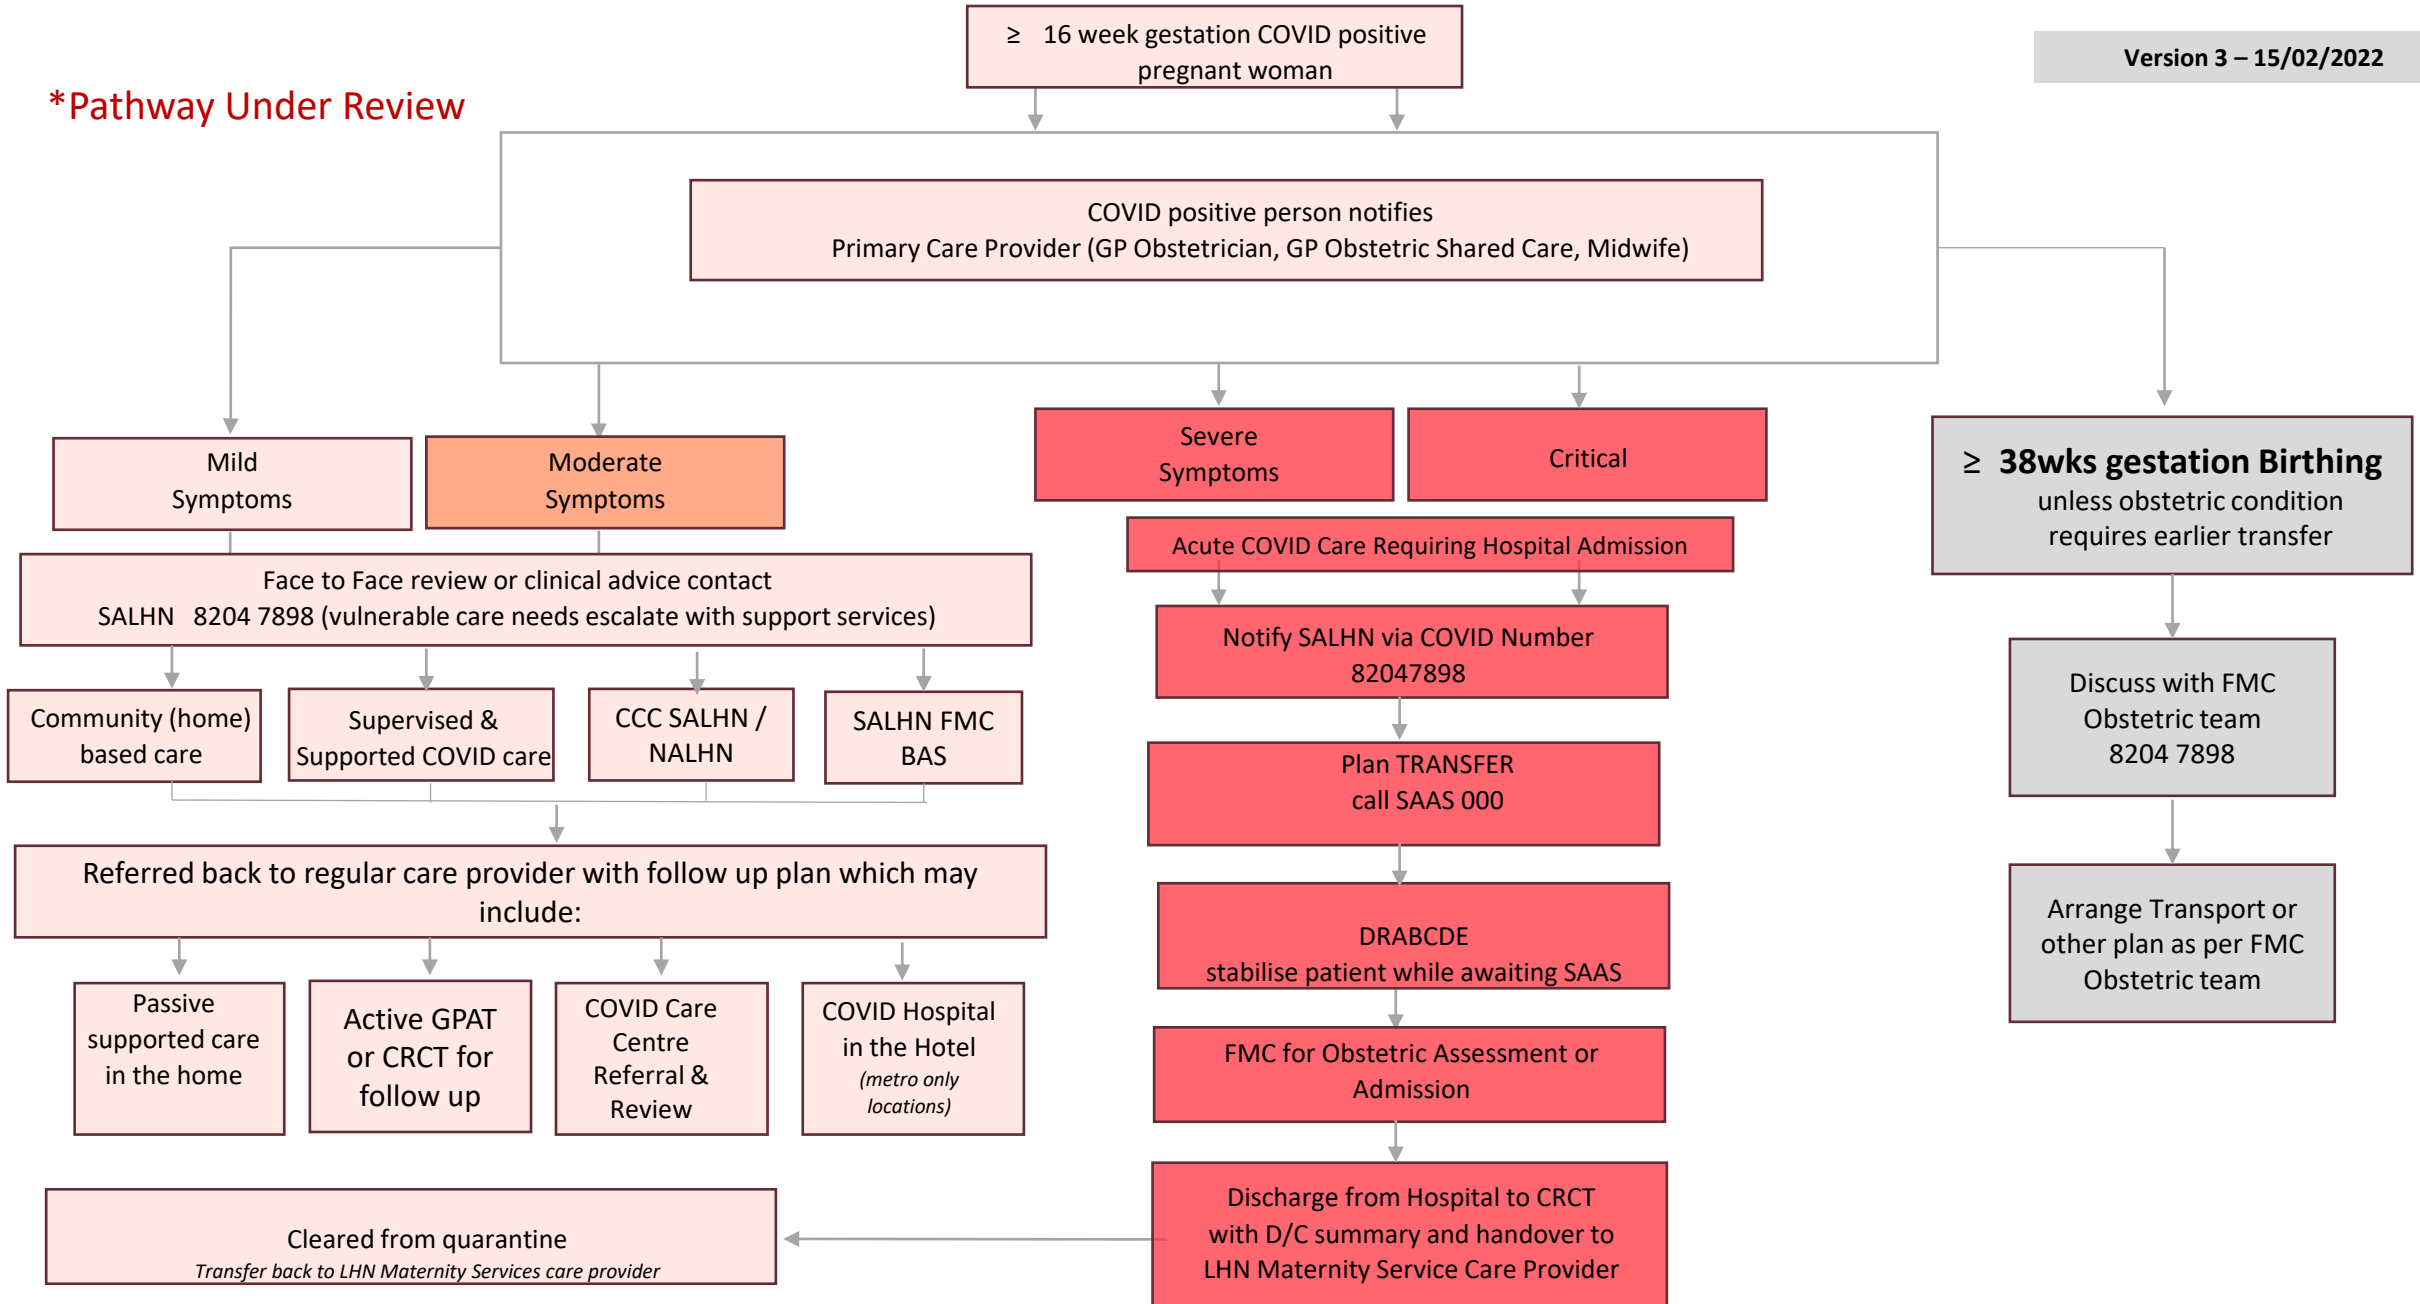 ≥ 16 week gestation COVID positive
pregnant woman
Version 3 – 15/02/2022
*Pathway Under Review
COVID positive person notifies
Primary Care Provider (GP Obstetrician, GP Obstetric Shared Care, Midwife)
Mild
Symptoms
Moderate
Symptoms
Severe
Symptoms
Critical
≥ 38wks gestation Birthing
unless obstetric condition
requires earlier transfer
Acute COVID Care Requiring Hospital Admission
Face to Face review or clinical advice contact
SALHN 8204 7898 (vulnerable care needs escalate with support services)
Notify SALHN via COVID Number
82047898
Discuss with FMC
Obstetric team
8204 7898
Community (home)
based care
Supervised &
Supported COVID care
CCC SALHN /
NALHN
SALHN FMC
BAS
Plan TRANSFER
call SAAS 000
Referred back to regular care provider with follow up plan which may
include:
DRABCDE
stabilise patient while awaiting SAAS
Arrange Transport or
other plan as per FMC
Obstetric team
Passive
supported care
in the home
Active GPAT
or CRCT for
follow up
COVID Care
Centre
Referral &
Review
COVID Hospital
in the Hotel
(metro only
locations)
FMC for Obstetric Assessment or
Admission
Discharge from Hospital to CRCT
with D/C summary and handover to
LHN Maternity Service Care Provider
Cleared from quarantine
Transfer back to LHN Maternity Services care provider